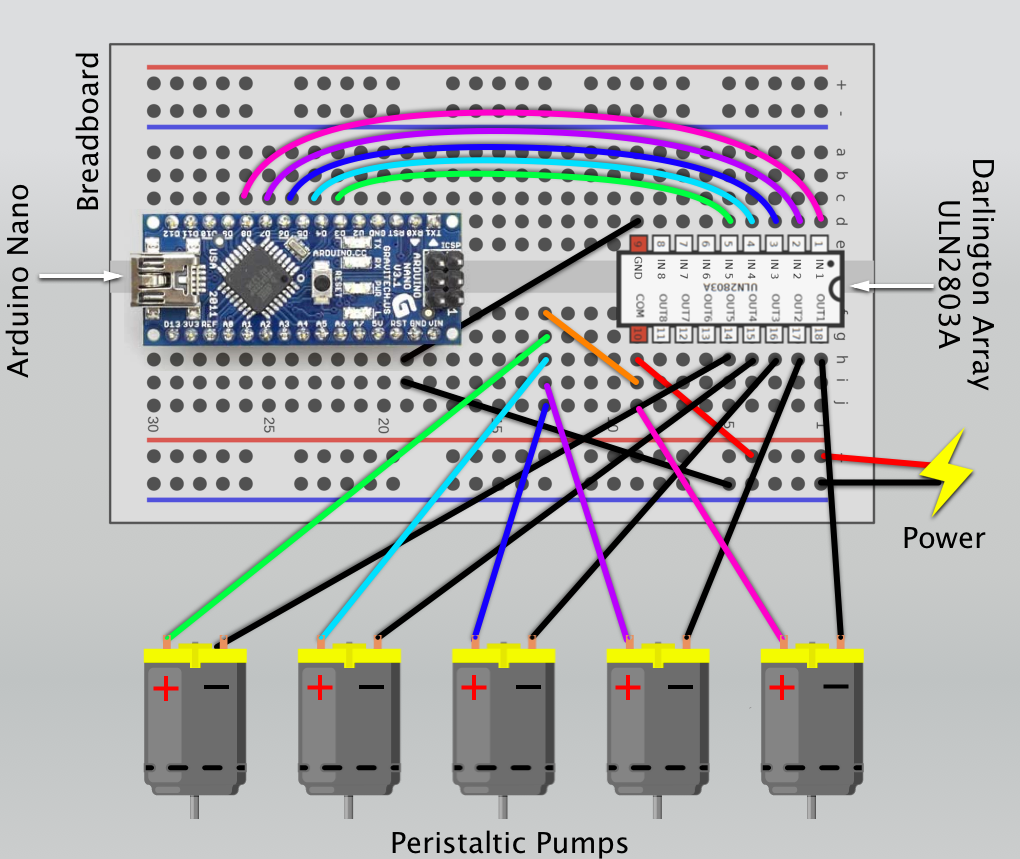 Breadboard
Arduino Nano
Darlington Array
ULN2803A
+
-
a
b
c
d
e
D12 D11 D10 D9 D8 D7 D6 D5 D4 D3 D2 GND RST RX0 TX1
ARDUINO.CC
TX
RX
PWR
L
RESET
USA
2011
GRAVITECH.US
ARDUINO
NANO
V3.1
ICSP
1
D13 3V3 REF A0 A1 A2 A3 A4 A5 A6 A7 5V RST GND VIN
9 8 7 6 5 4 3 2 1
GND IN 8 IN 7 IN 6 IN 5 IN 4 IN 3 IN 2 IN 1
ULN2803A
COM OUT8 OUT7 OUT6 OUT5 OUT4 OUT3 OUT2 OUT1
10 11 12 13 14 15 16 17 18
f
g
h
i
j
30 25 20 1
Power
+ − + − + − + − + −
Peristaltic Pumps